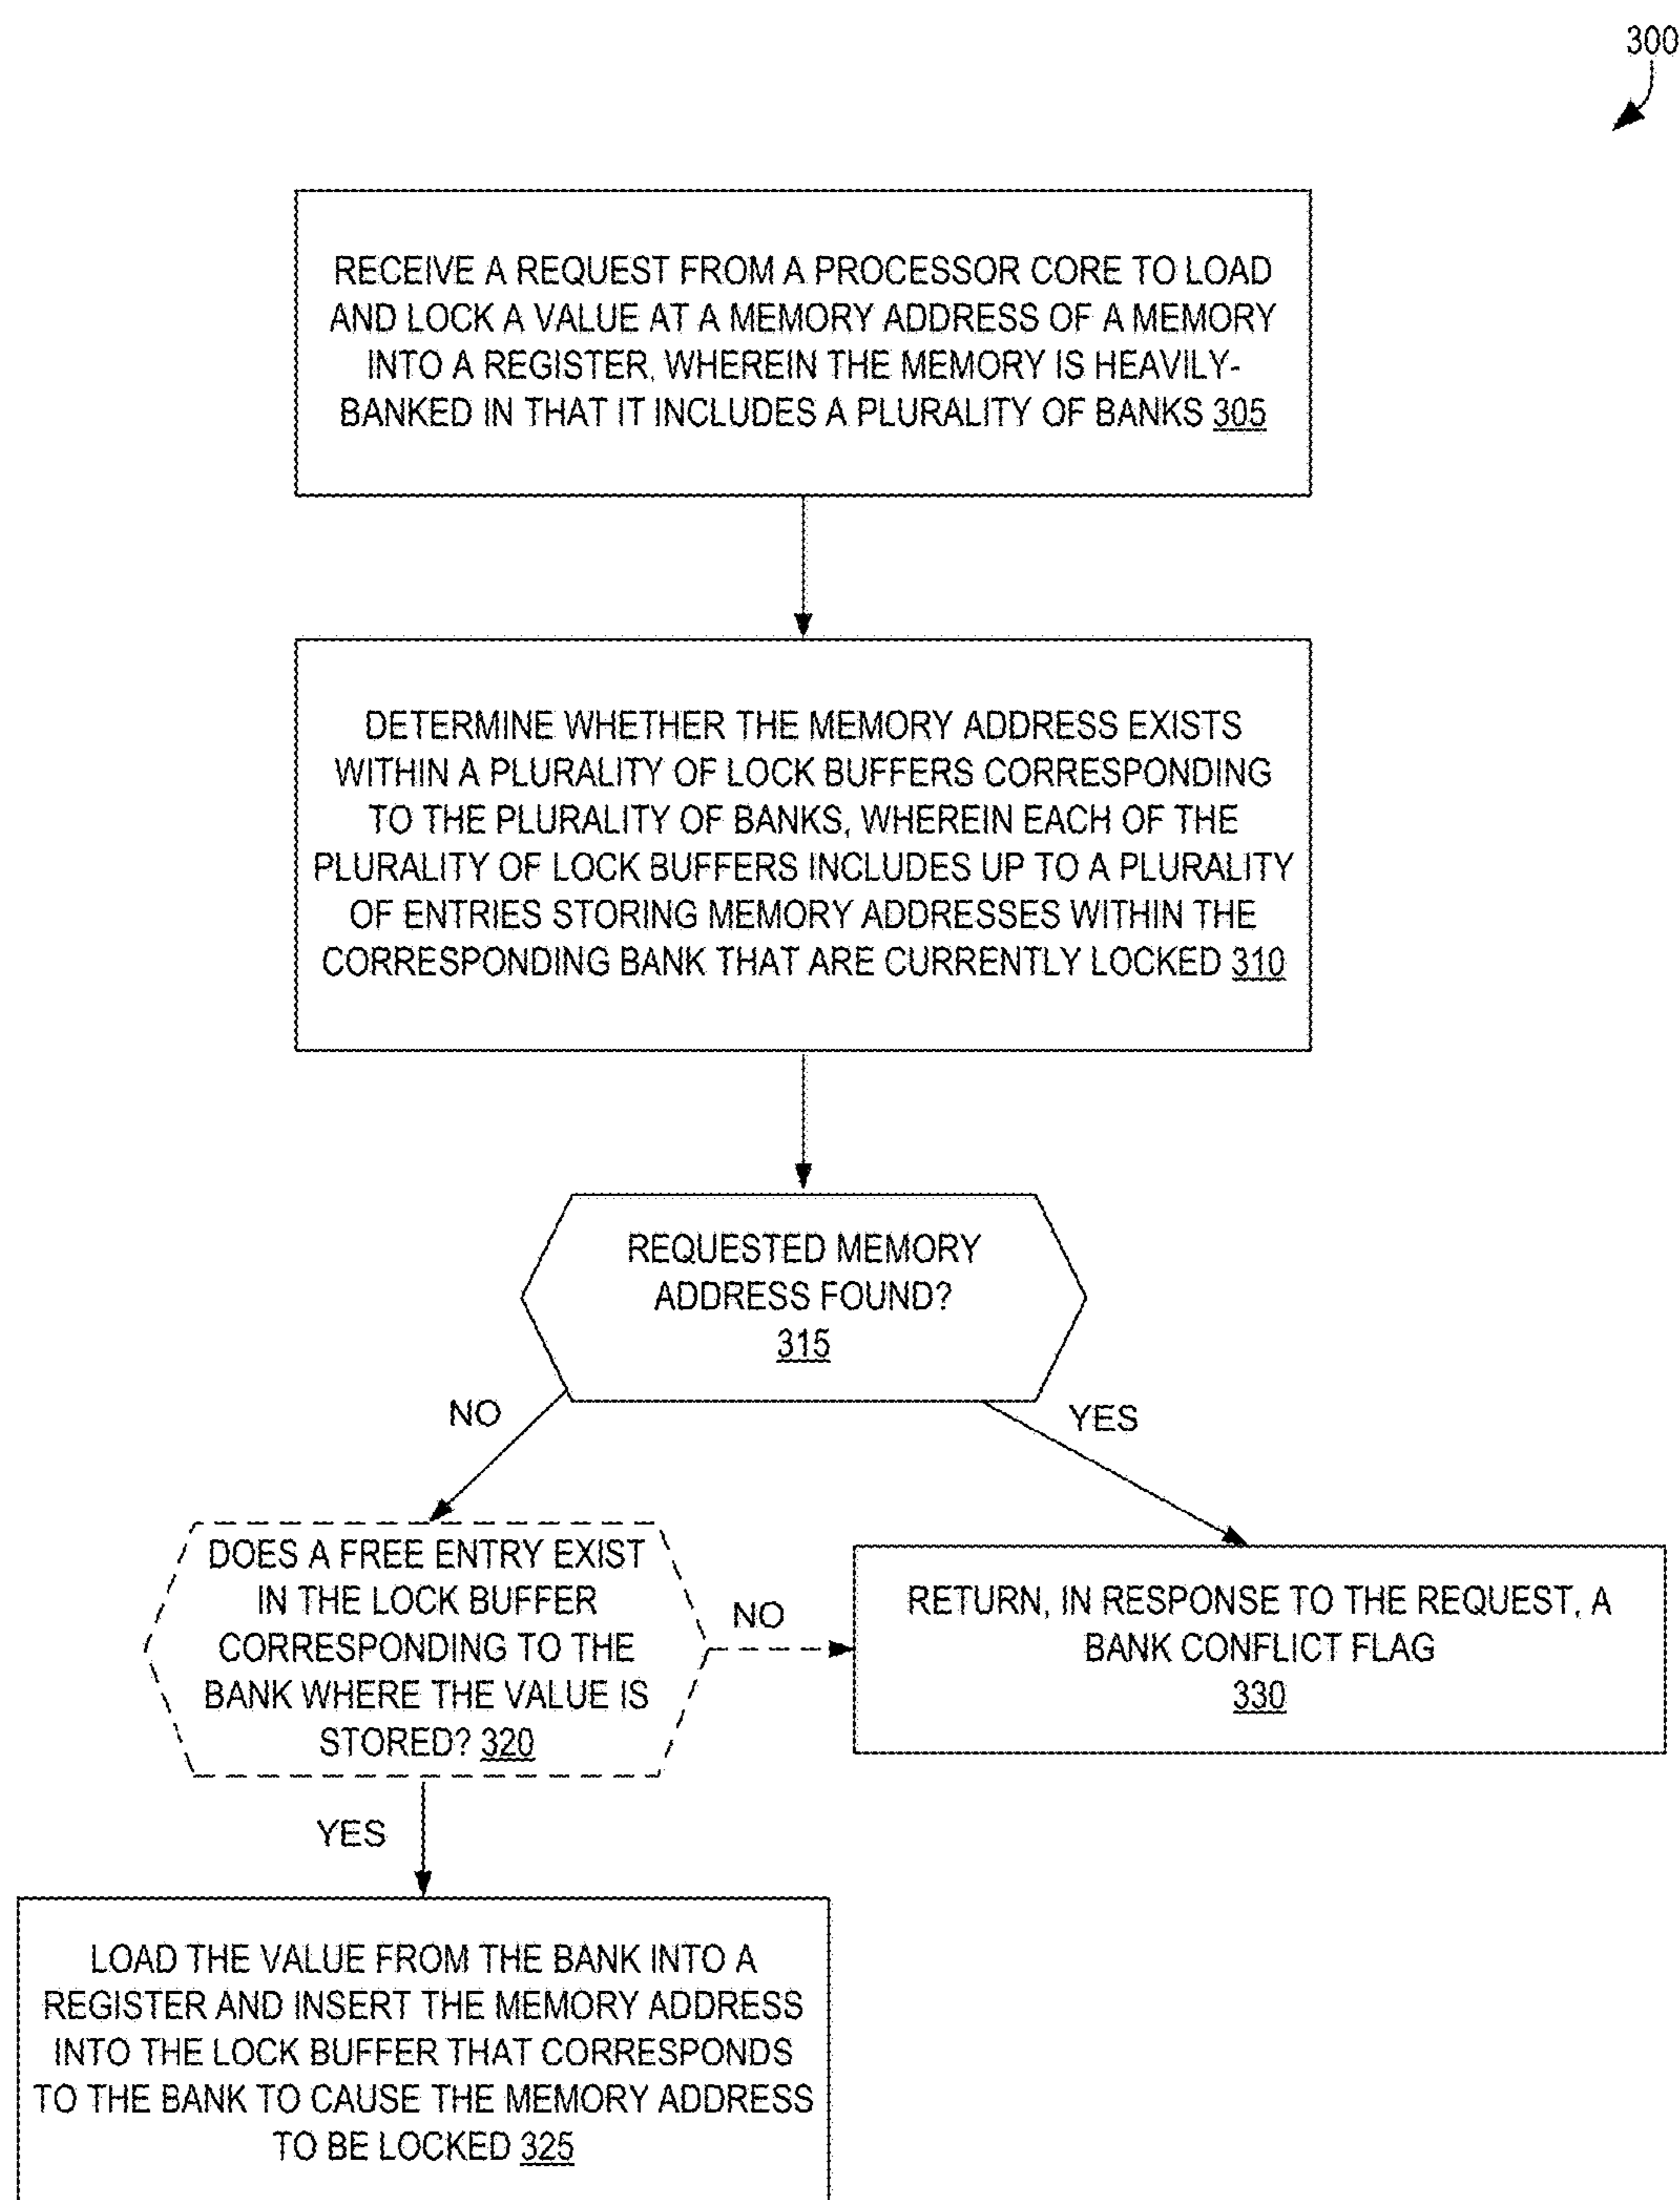 300
RECEIVE A REQUEST FROM A PROCESSOR CORE TO LOAD
AND LOCK A VALUE AT A MEMORY ADDRESS OF A MEMORY
INTO A REGISTER, WHEREIN THE MEMORY IS HEAVILY-
BANKED IN THAT IT INCLUDES A PLURALITY OF BANKS 305
DETERMINE WHETHER THE MEMORY ADDRESS EXISTS
WITHIN A PLURALITY OF LOCK BUFFERS CORRESPONDING
TO THE PLURALITY OF BANKS, WHEREIN EACH OF THE
PLURALITY OF LOCK BUFFERS INCLUDES UP TO A PLURALITY
OF ENTRIES STORING MEMORY ADDRESSES WITHIN THE
CORRESPONDING BANK THAT ARE CURRENTLY LOCKED 310
REQUESTED MEMORY
ADDRESS FOUND?
315
NO
YES
DOES A FREE ENTRY EXIST
IN THE LOCK BUFFER
CORRESPONDING TO THE
BANK WHERE THE VALUE IS
STORED? 320
NO
RETURN, IN RESPONSE TO THE REQUEST, A
BANK CONFLICT FLAG
330
YES
LOAD THE VALUE FROM THE BANK INTO A
REGISTER AND INSERT THE MEMORY ADDRESS
INTO THE LOCK BUFFER THAT CORRESPONDS
TO THE BANK TO CAUSE THE MEMORY ADDRESS
TO BE LOCKED 325